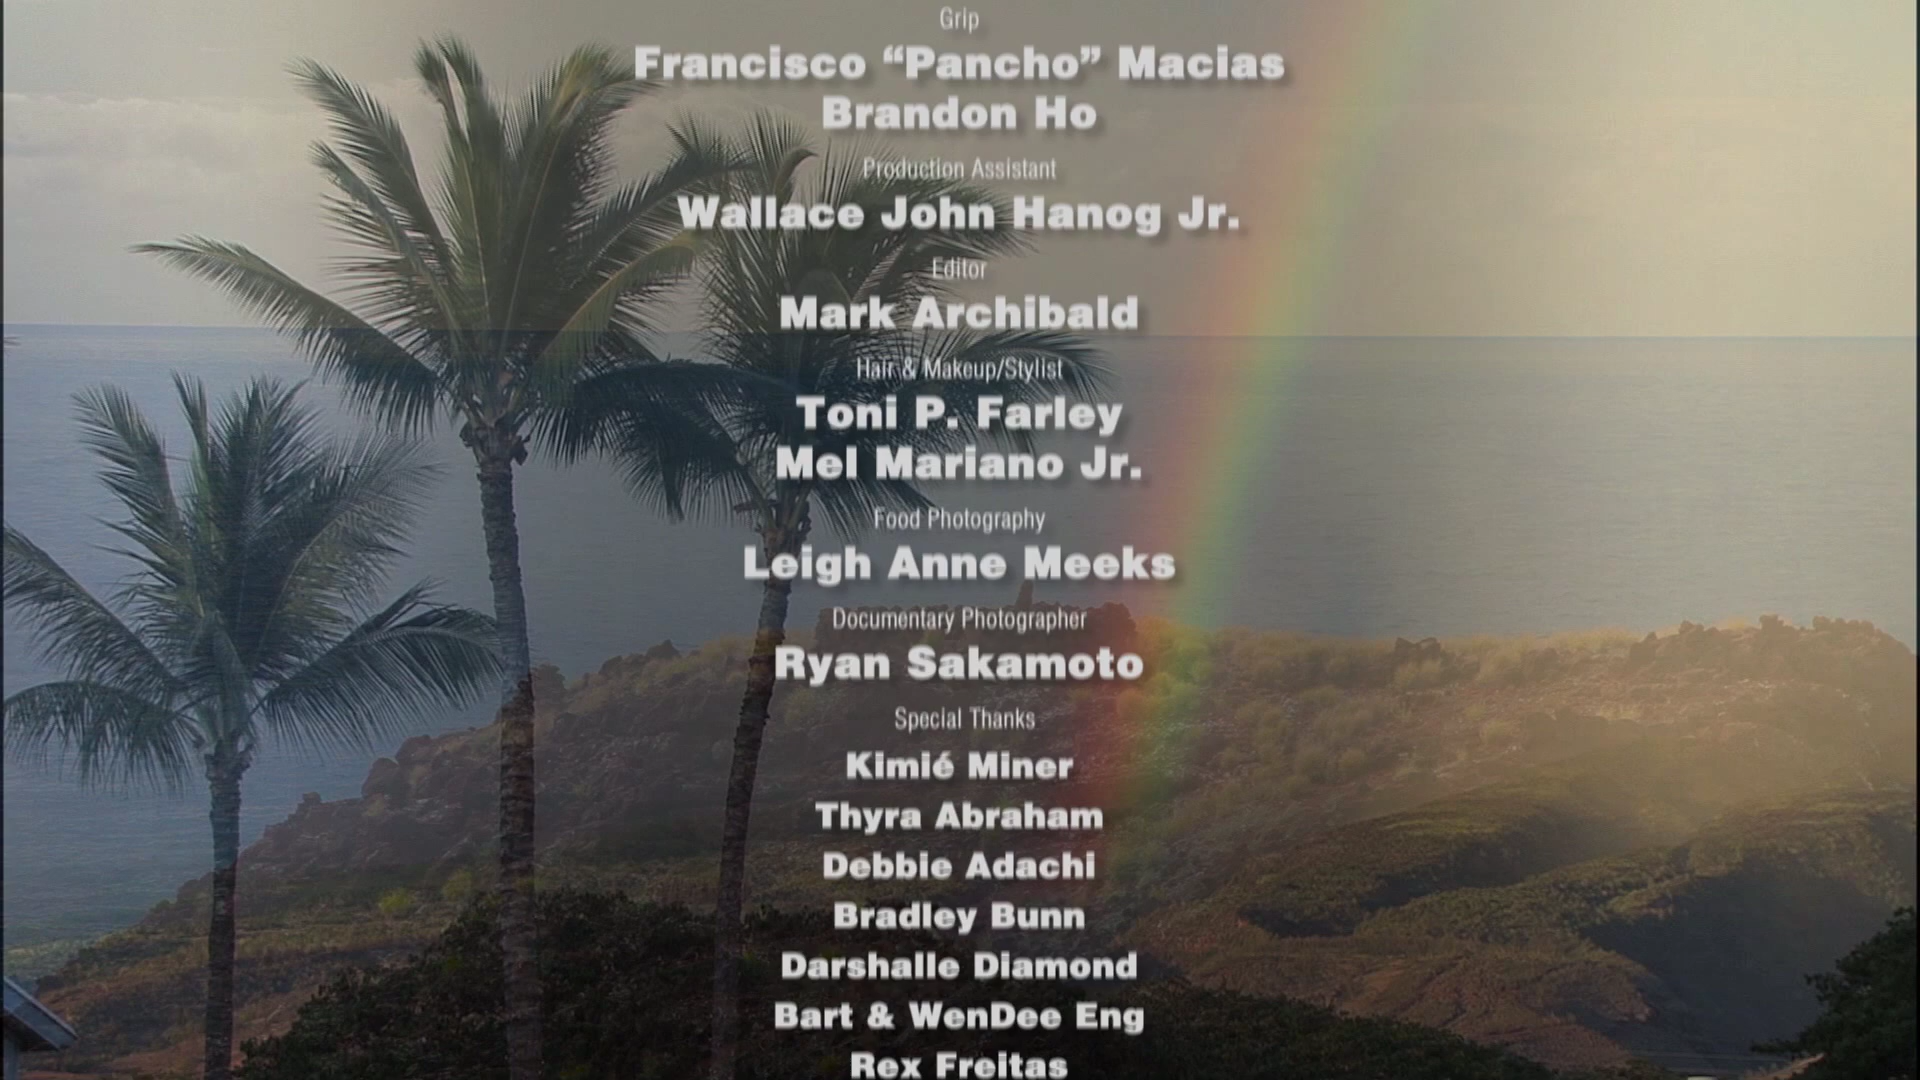 Grip
Francisco “Pancho” Macias
Brandon Ho
Production Assistant
Wallace John Hanog Jr.
Editor
Mark Archibald
Hair & Makeup/Stylist
Toni P. Farley
Mel Mariano Jr.
Food Photography
Leigh Anne Meeks
Documentary Photographer
Ryan Sakamoto
Special Thanks
Kimié Miner
Thyra Abraham
Debbie Adachi
Bradley Bunn
Darshalle Diamond
Bart & WenDee Eng
Rex Freitas